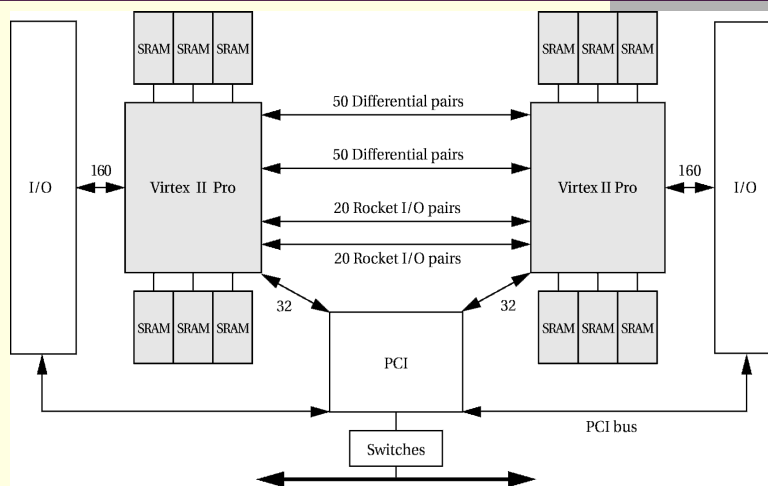 SRAM SRAM SRAM
SRAM SRAM SRAM
50 Differential pairs
50 Differential pairs
I/O
160
Virtex II Pro
Virtex II Pro
160
I/O
20 Rocket I/O pairs
20 Rocket I/O pairs
32
32
SRAM SRAM SRAM
SRAM SRAM SRAM
PCI
PCI bus
Switches